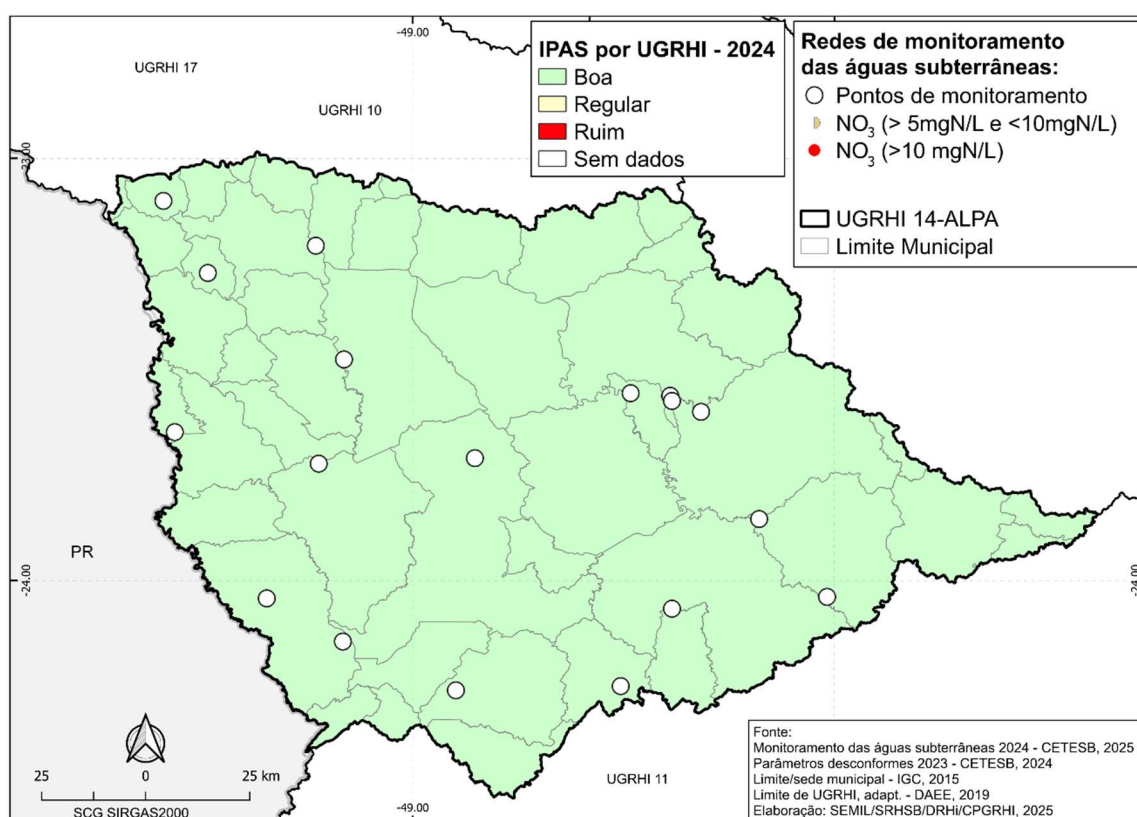 -49.00
UGRHI 17
UGRHI 10
-23.00
IPAS por UGRHI - 2024
Boa
Regular
Ruim
Sem dados
Redes de monitoramento
das águas subterrâneas:
Pontos de monitoramento
NO3 (> 5mgN/L e <10mgN/L)
NO3 (>10 mgN/L)
UGRHI 14-ALPA
Limite Municipal
PR
-24.00
-24.00
25 0 25 km
SCG SIRGAS2000
-49.00
UGRHI 11
Fonte:
Monitoramento das águas subterrâneas 2024 - CETESB, 2025
Parâmetros desconformes 2023 - CETESB, 2024
Limite/sede municipal - IGC, 2015
Limite de UGRHI, adapt. - DAEE, 2019
Elaboração: SEMIL/SRHSB/DRHi/CPGRHI, 2025